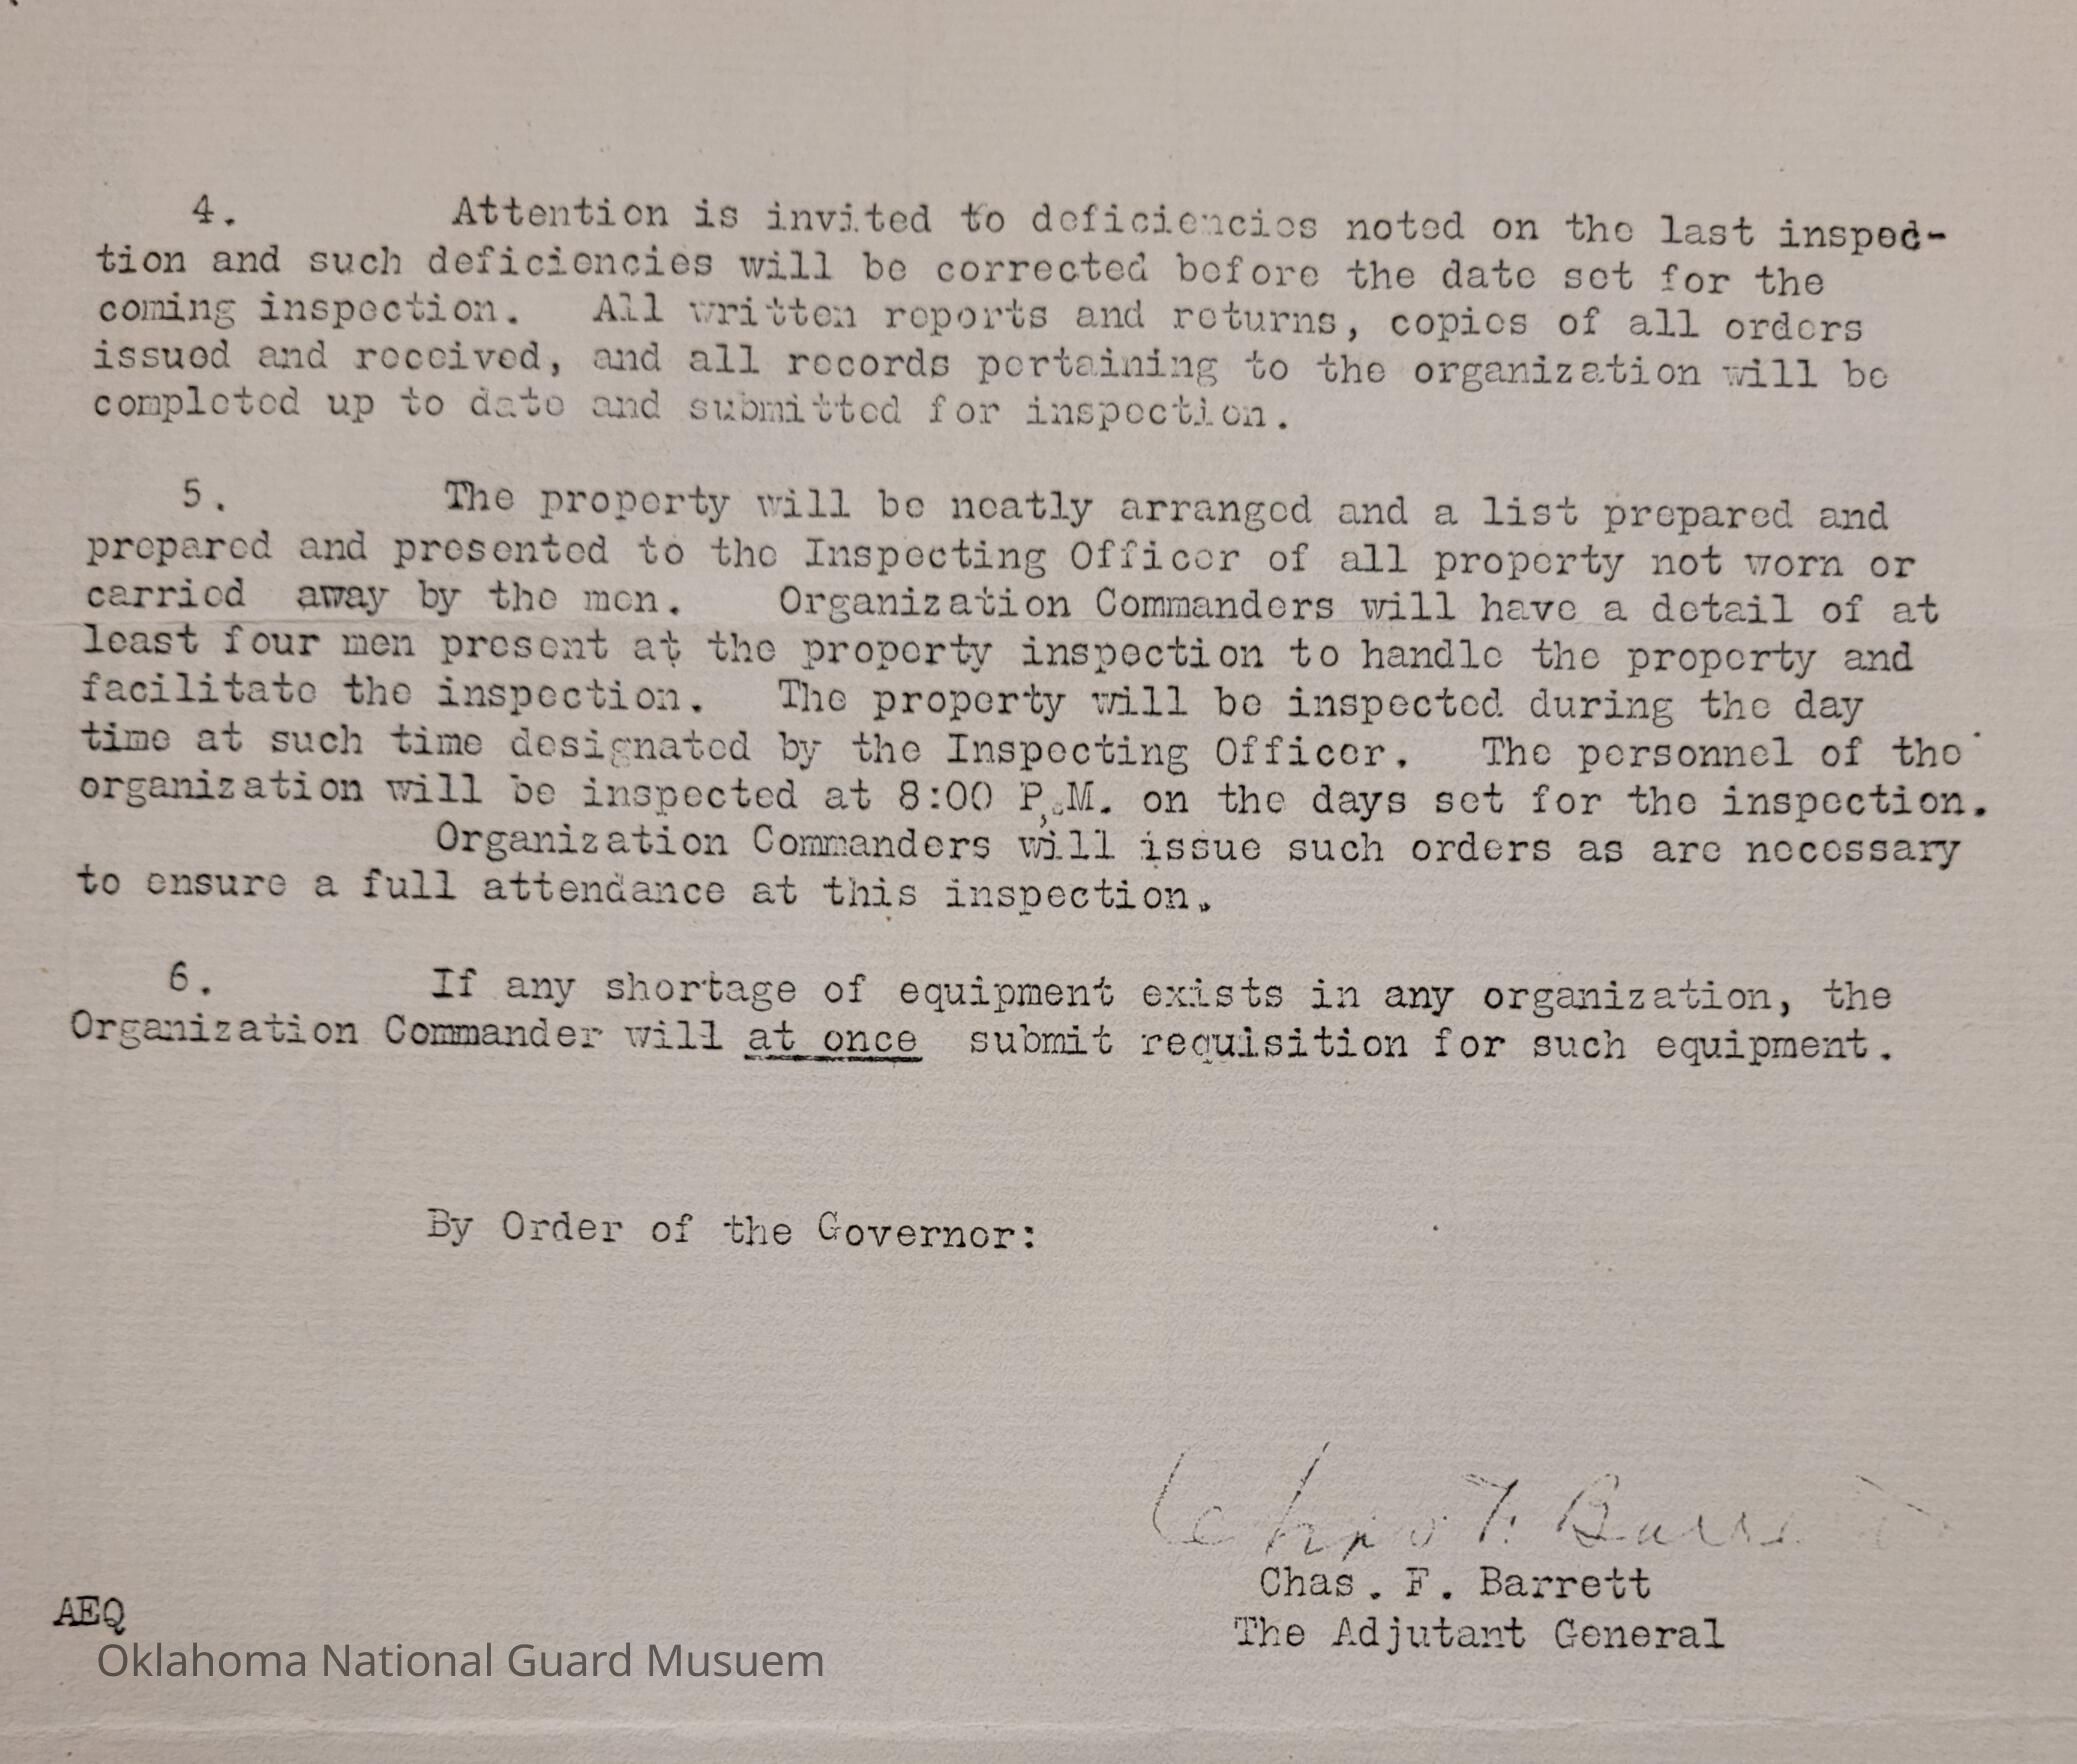 4. Attention is invited to deficiencies noted on the last inspec-
tion and such deficiencies will be corrected before the date set for the
coming inspection. All written reports and returns, copies of all orders
issued and received, and all records pertaining to the organization will be
completed up to date and submitted for inspection.
5. The property will be neatly arranged and a list prepared and
prepared and presented to the Inspecting Officer of all property not worn or
carried away by the men. Organization Commanders will have a detail of at
least four men present at the property inspection to handle the property and
facilitate the inspection. The property will be inspected during the day
time at such time designated by the Inspecting Officer. The personnel of the
organization will be inspected at 8:00 P.M. on the days set for the inspection.
Organization Commanders will issue such orders as are necessary
to ensure a full attendance at this inspection.
6. If any shortage of equipment exists in any organization, the
Organization Commander will at once submit requisition for such equipment.
By Order of the Governor:
Chas F. Barrett
Chas. F. Barrett
The Adjutant General
AEQ
Oklahoma National Guard Musuem